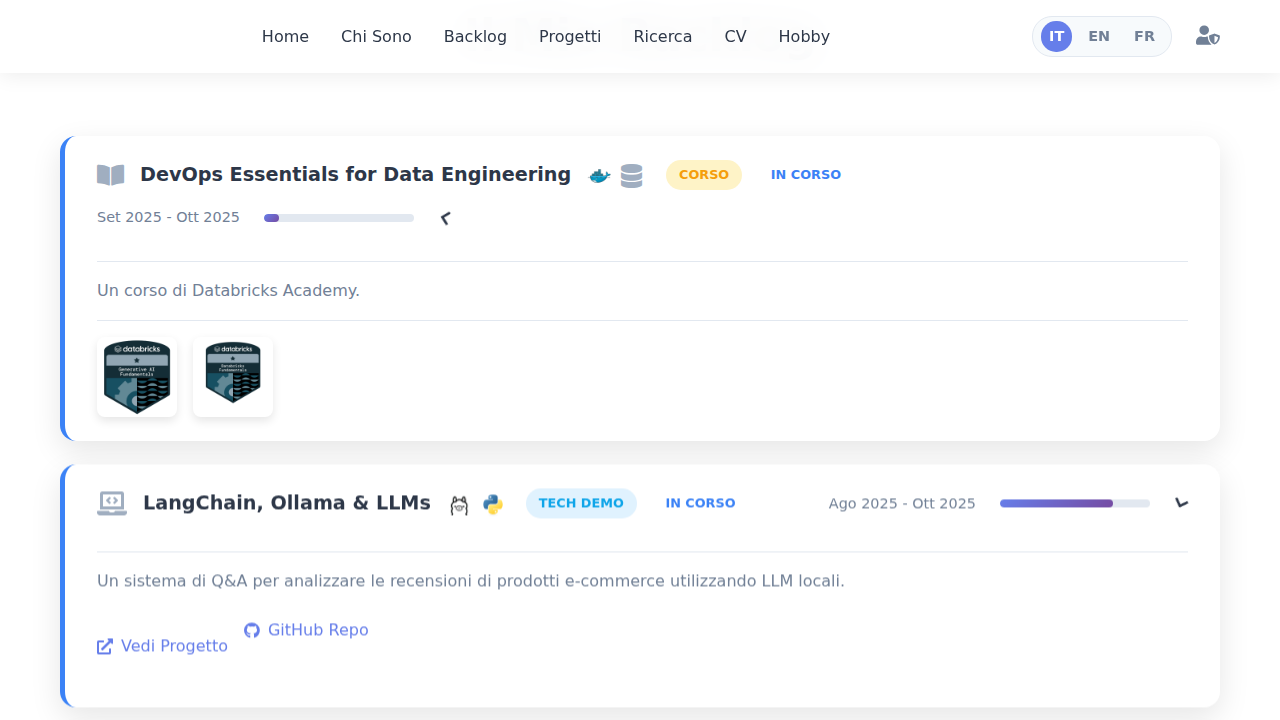 Home Chi Sono Backlog Progetti Ricerca CV Hobby IT EN FR
DevOps Essentials for Data Engineering CORSO IN CORSO
Set 2025 - Ott 2025
Un corso di Databricks Academy.
databricks
Generative AI
Fundamentals
databricks
Databricks
Fundamentals
LangChain, Ollama & LLMs TECH DEMO IN CORSO Ago 2025 - Ott 2025
Un sistema di Q&A per analizzare le recensioni di prodotti e-commerce utilizzando LLM locali.
GitHub Repo
Vedi Progetto